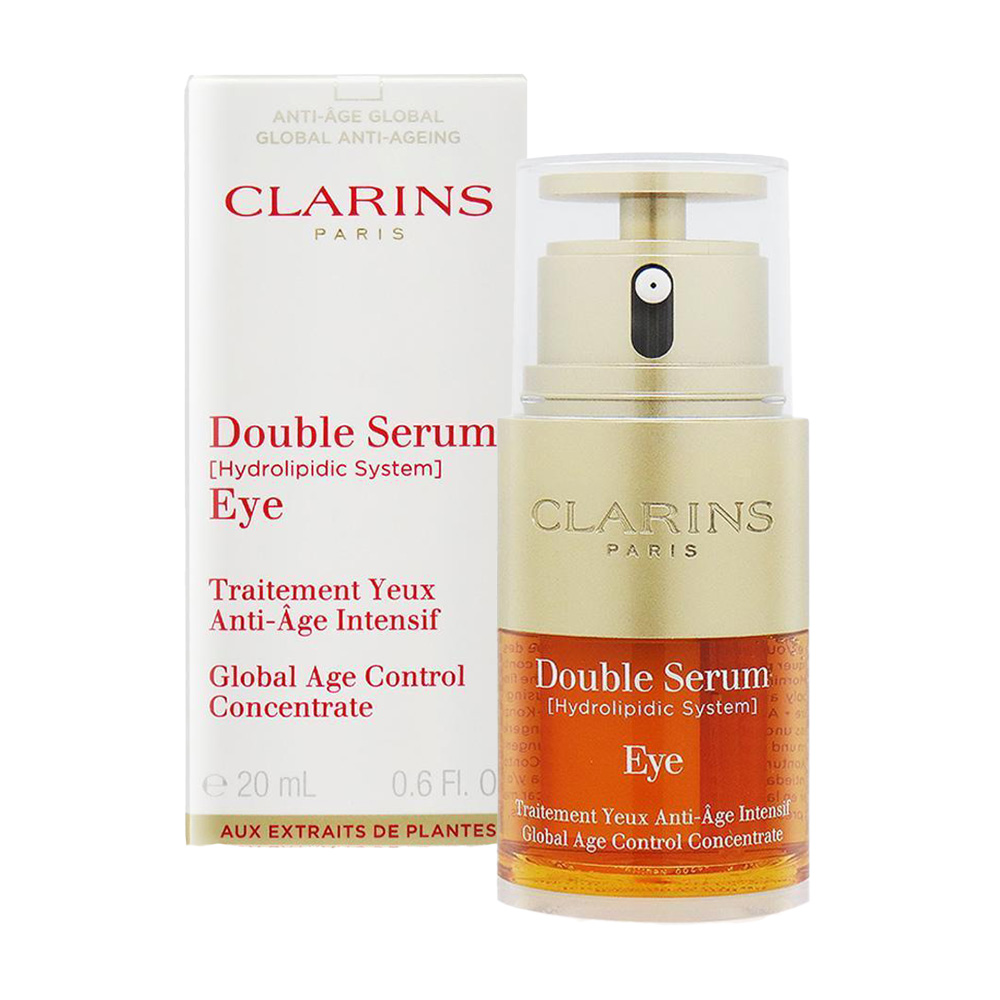 ANTI-ÂGE GLOBAL
GLOBAL ANTI-AGEING
CLARINS
PARIS
Double Serum
[Hydrolipidic System]
Eye
Traitement Yeux
Anti-Âge Intensif
Global Age Control
Concentrate
℮ 20 mL 0.6 Fl. O
AUX EXTRAITS DE PLANTES
CLARINS
PARIS
Double Serum
[Hydrolipidic System]
Eye
Traitement Yeux Anti-Âge Intensif
Global Age Control Concentrate